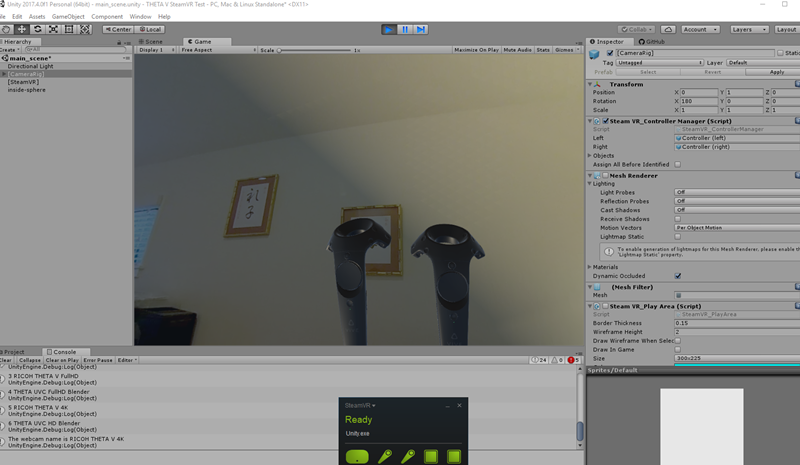 Unity 2017.4.0f1 Personal (64bit) - main_scene.unity - THETA V SteamVR Test - PC, Mac & Linux Standalone* <DX11>
Edit Assets GameObject Component Window Help
Center Local Collab Account Layers Layout
Hierarchy Scene Game Inspector GitHub
Create All Display 1 Free Aspect Scale 1x Maximize On Play Mute Audio Stats Gizmos [CameraRig] Static
main_scene* Tag Untagged Layer Default
Directional Light Prefab Select Revert Apply
[CameraRig]
[SteamVR]
inside-sphere
Transform
Position X 0 Y 1 Z 0
Rotation X 180 Y 0 Z 0
Scale X 1 Y 1 Z 1
Steam VR_Controller Manager (Script)
Script SteamVR_ControllerManager
Left Controller (left)
Right Controller (right)
Objects
Assign All Before Identified
Mesh Renderer
Lighting
Light Probes Off
Reflection Probes Off
Cast Shadows Off
Receive Shadows
Motion Vectors Per Object Motion
Lightmap Static
To enable generation of lightmaps for this Mesh Renderer, please enable the
'Lightmap Static' property.
Materials
Dynamic Occluded
(Mesh Filter)
Mesh
Steam VR_Play Area (Script)
Script SteamVR_PlayArea
Border Thickness 0.15
Wireframe Height 2
Draw Wireframe When Selec
Draw In Game
Size 300x225
Sprites/Default
礼
子
Project Console
Clear Collapse Clear on Play Error Pause Editor 24 0 5
UnityEngine.Debug:Log(Object)
3 RICOH THETA V FullHD
UnityEngine.Debug:Log(Object)
4 THETA UVC FullHD Blender
UnityEngine.Debug:Log(Object)
5 RICOH THETA V 4K
UnityEngine.Debug:Log(Object)
6 THETA UVC HD Blender
UnityEngine.Debug:Log(Object)
The webcam name is RICOH THETA V 4K
UnityEngine.Debug:Log(Object)
SteamVR
Ready
Unity.exe